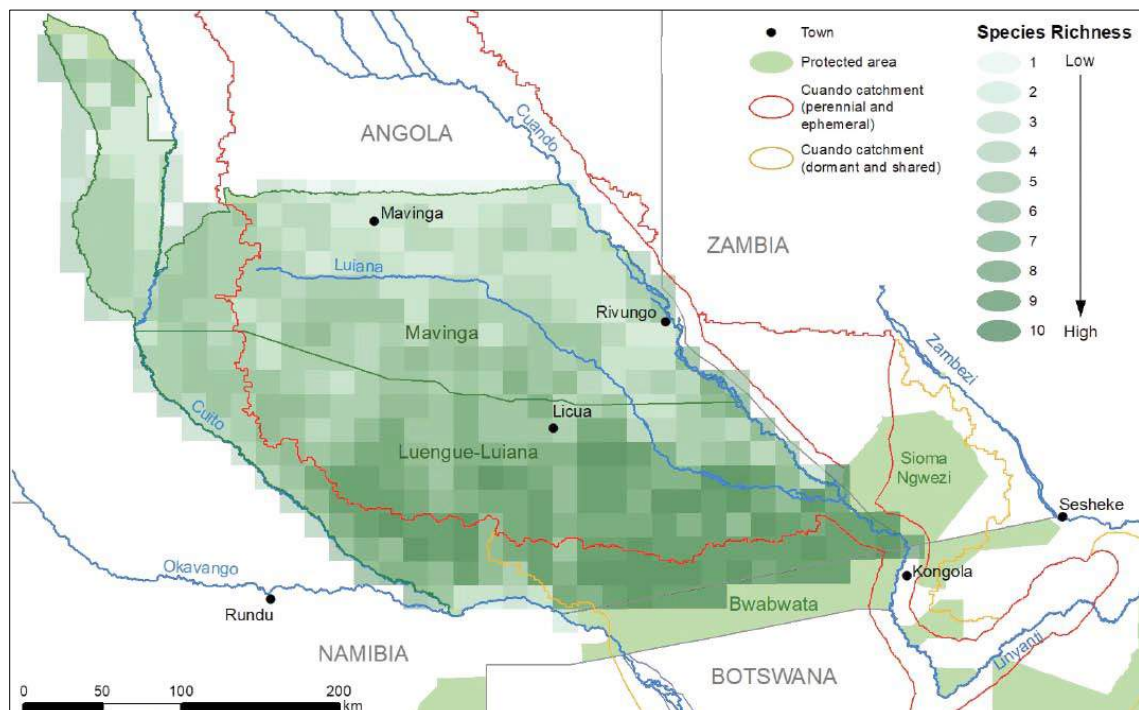 Town
Protected area
Cuando catchment
(perennial and
ephemeral)
Cuando catchment
(dormant and shared)
Species Richness
1 Low
2
3
4
5
6
7
8
9
10 High
ANGOLA
Cuando
Mavinga
ZAMBIA
Luiana
Rivungo
Mavinga
Zambezi
Licua
Cuito
Luengue-Luiana
Sioma
Ngwezi
Sesheke
Okavango
Kongola
Rundu
Bwabwata
Linyanti
NAMIBIA
BOTSWANA
0 50 100 200
km